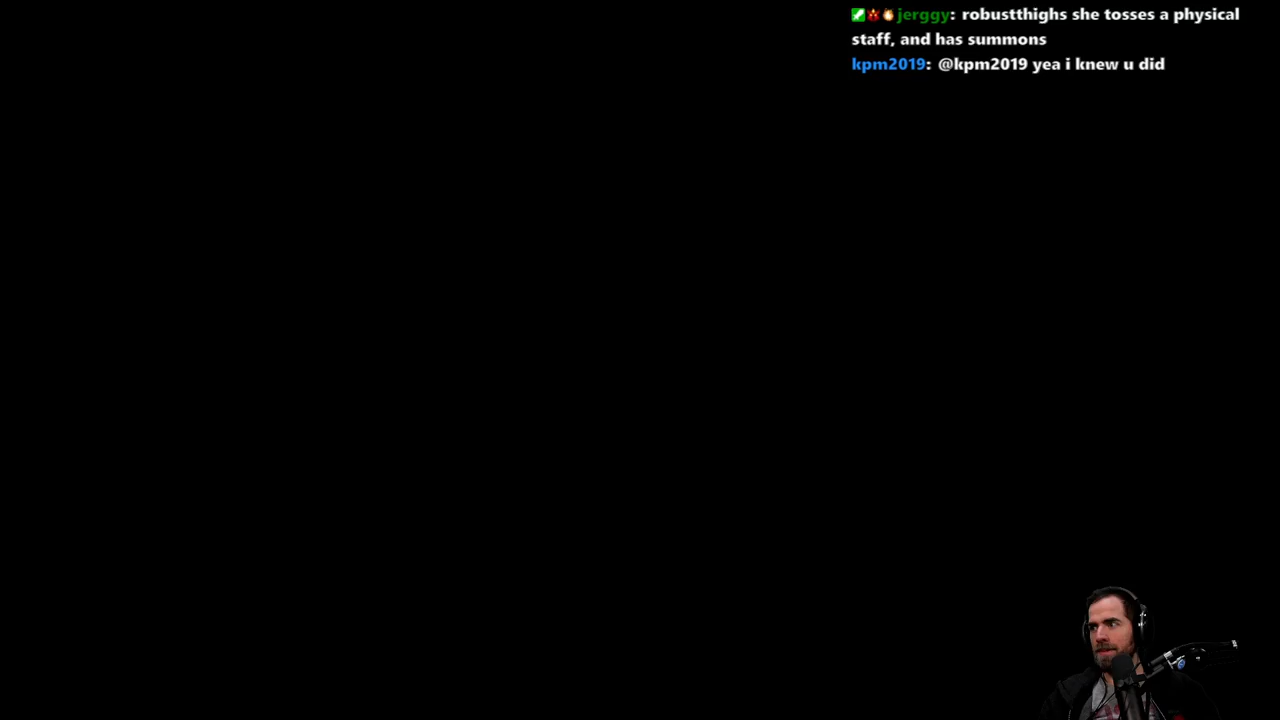 jerggy: robustthighs she tosses a physical
staff, and has summons
kpm2019: @kpm2019 yea i knew u did